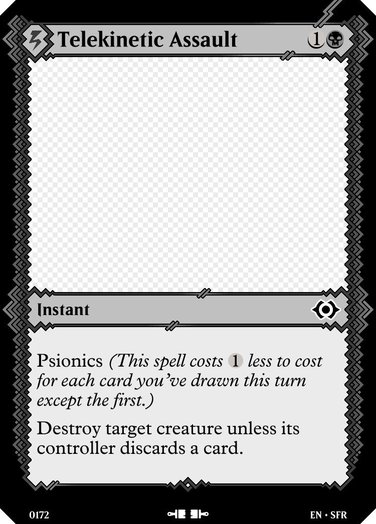 Telekinetic Assault 1
Instant
Psionics (This spell costs 1 less to cost
for each card you've drawn this turn
except the first.)
Destroy target creature unless its
controller discards a card.
0172 EN • SFR